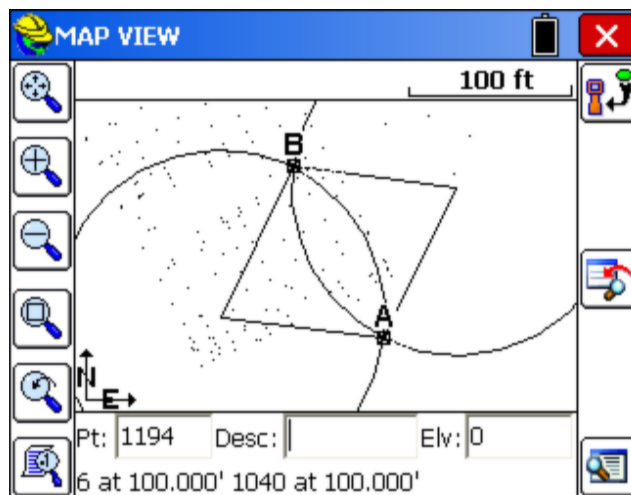 MAP VIEW
100 ft
B
A
N
E
Pt: 1194 Desc: Elv: 0
6 at 100.000' 1040 at 100.000'